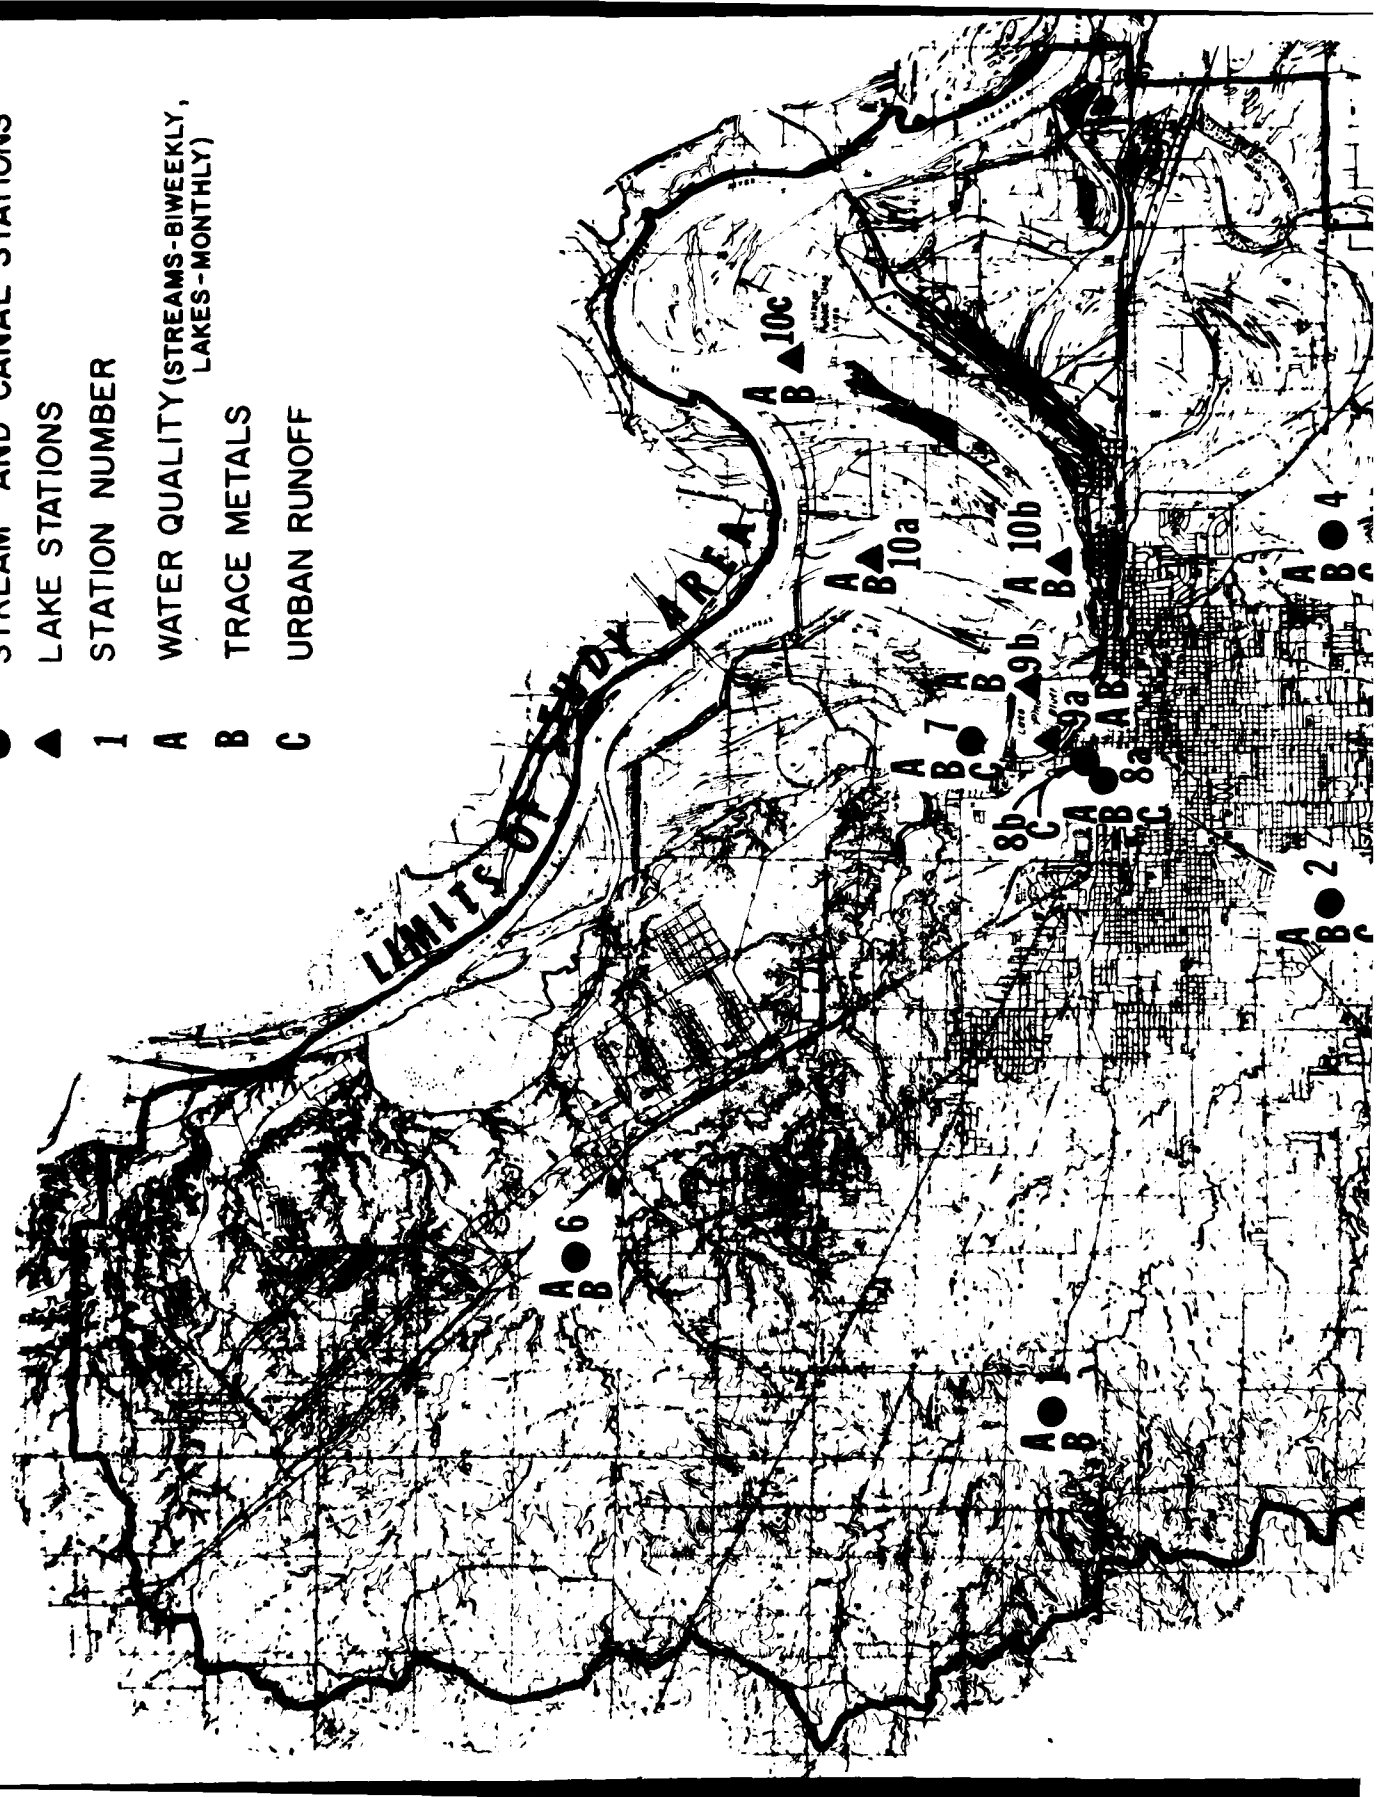 STREAM AND CANAL STATIONS
LAKE STATIONS
1 STATION NUMBER
A WATER QUALITY (STREAMS-BIWEEKLY,
LAKES-MONTHLY)
B TRACE METALS
C URBAN RUNOFF
LIMITS OF STUDY AREA
A
B
10c
A
B
10a
A
B
10b
A
B
9b
A
B
C
7
9a
A B
8b
C
A
B
C
8a
A
B
C
4
A
B
C
2
A
B
6
A
B
1